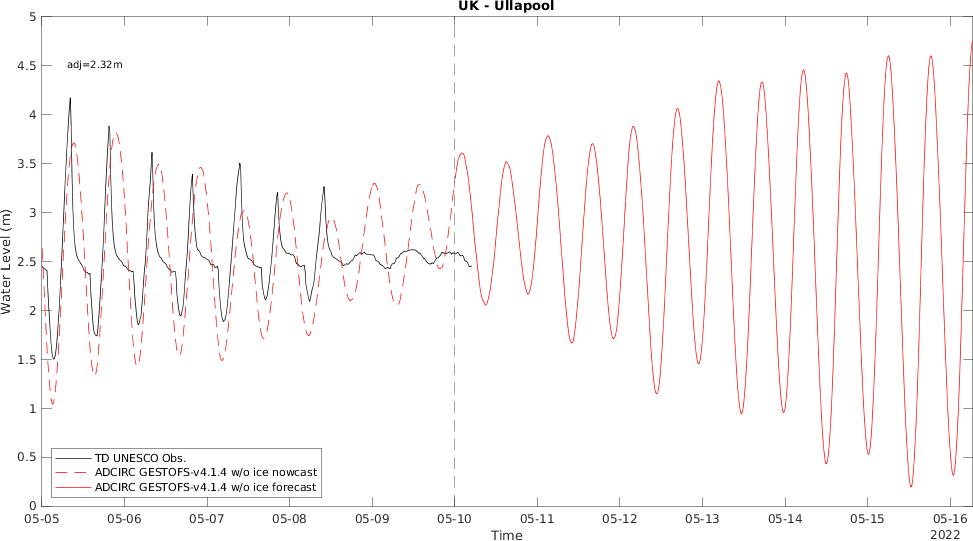 UK - Ullapool
5
4.5
4
3.5
3
2.5
2
1.5
1
0.5
0
Water Level (m)
adj=2.32m
TD UNESCO Obs.
ADCIRC GESTOFS-v4.1.4 w/o ice nowcast
ADCIRC GESTOFS-v4.1.4 w/o ice forecast
05-05 05-06 05-07 05-08 05-09 05-10 05-11 05-12 05-13 05-14 05-15 05-16
Time
2022